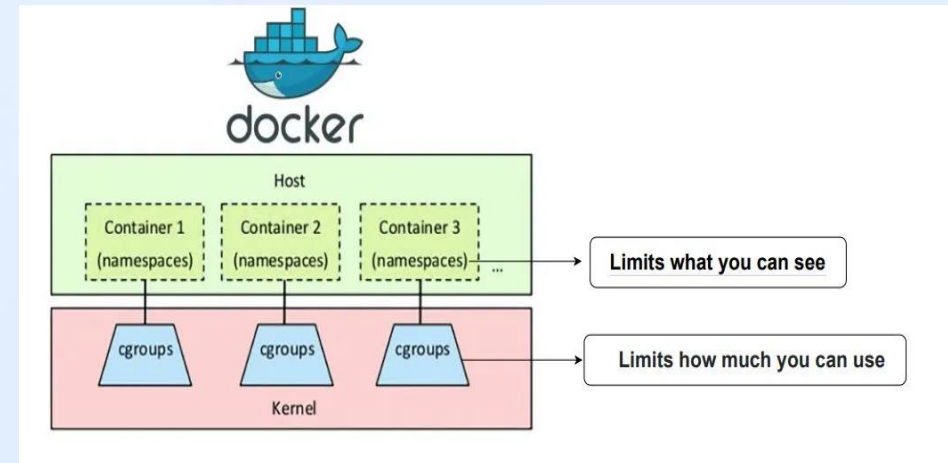 docker
Host
Container 1
(namespaces)
Container 2
(namespaces)
Container 3
(namespaces)
...
Limits what you can see
cgroups
cgroups
cgroups
Limits how much you can use
Kernel